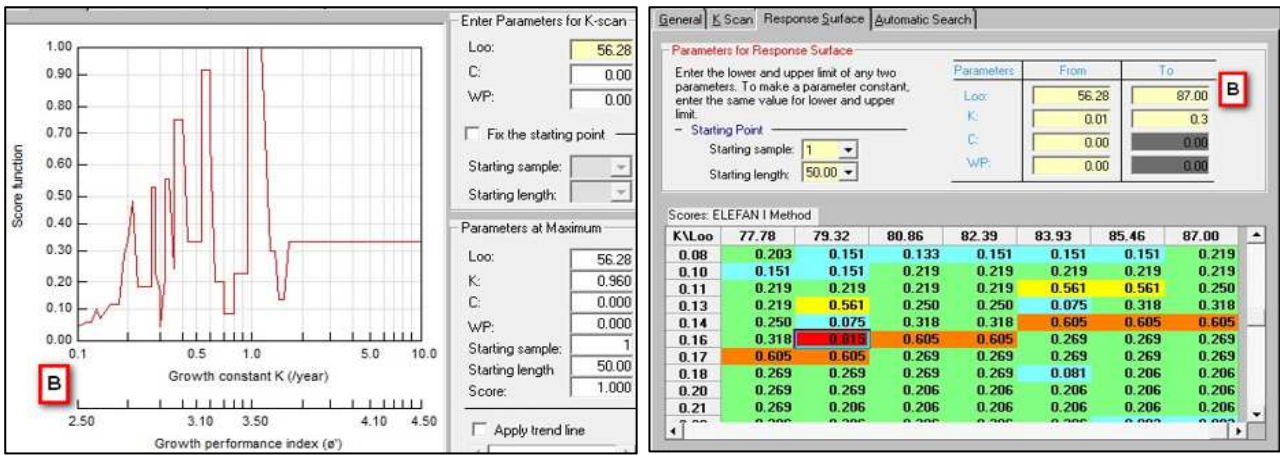 1.00
0.90
0.80
0.70
0.60
0.50
0.40
0.30
0.20
0.10
0.00
Score function
0.1 0.5 1.0 5.0 10.0
Growth constant K (/year)
B
2.50 3.10 3.50 4.10 4.50
Growth performance index (ø')
Enter Parameters for K-scan
Loo: 56.28
C: 0.00
WP: 0.00
Fix the starting point
Starting sample:
Starting length:
Parameters at Maximum
Loo: 56.28
K: 0.960
C: 0.000
WP: 0.000
Starting sample: 1
Starting length 50.00
Score: 1.000
Apply trend line
General K Scan Response Surface Automatic Search
Parameters for Response Surface
Enter the lower and upper limit of any two
parameters. To make a parameter constant,
enter the same value for lower and upper
limit.
- Starting Point
Starting sample: 1
Starting length: 50.00
Parameters From To
Loo: 56.28 87.00
K: 0.01 0.3
C: 0.00 0.00
WP: 0.00 0.00
B
Scores: ELEFAN I Method
K\Loo 77.78 79.32 80.86 82.39 83.93 85.46 87.00
0.08 0.203 0.151 0.133 0.151 0.151 0.151 0.219
0.10 0.151 0.151 0.219 0.219 0.219 0.219 0.219
0.11 0.219 0.219 0.219 0.219 0.561 0.561 0.250
0.13 0.219 0.561 0.250 0.250 0.075 0.318 0.318
0.14 0.250 0.075 0.318 0.318 0.605 0.605 0.605
0.16 0.318 0.815 0.605 0.605 0.269 0.269 0.269
0.17 0.605 0.605 0.269 0.269 0.269 0.269 0.269
0.18 0.269 0.269 0.269 0.269 0.081 0.206 0.206
0.20 0.269 0.269 0.269 0.206 0.206 0.206 0.206
0.21 0.269 0.206 0.206 0.206 0.206 0.206 0.206